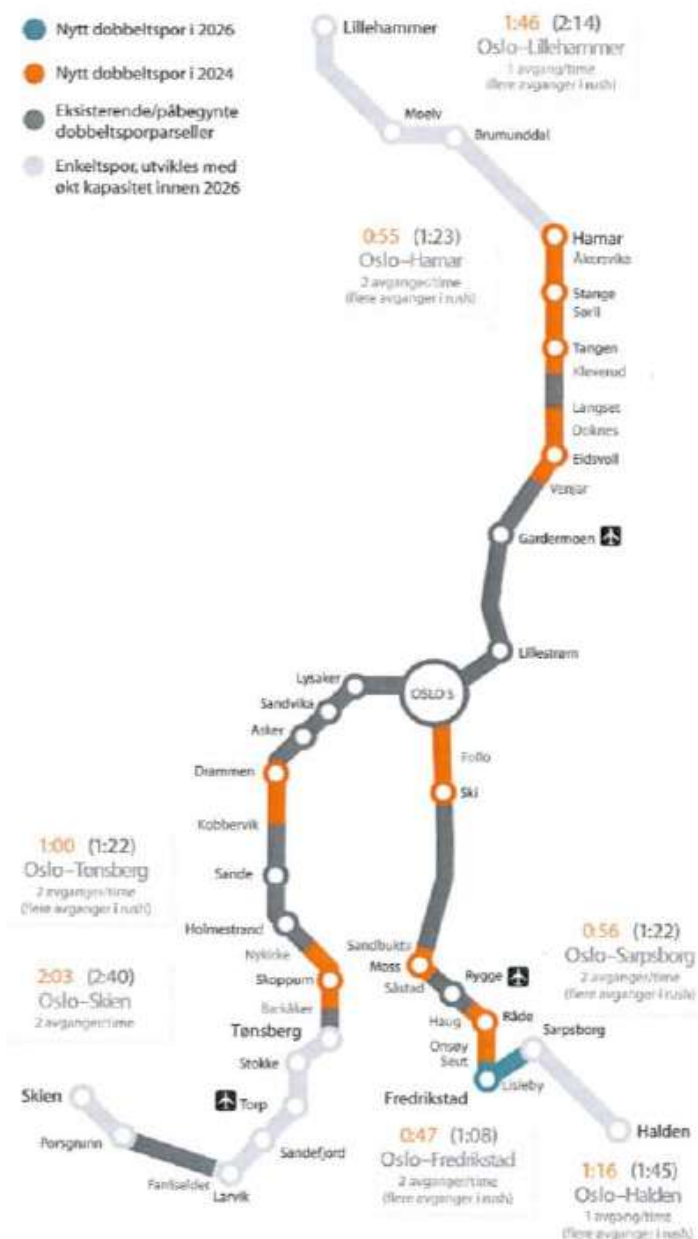 Nytt dobbeltspor i 2026
Nytt dobbeltspor i 2024
Eksisterende/påbegynte
dobbeltsporparseller
Enkeltspor, utvikles med
økt kapasitet innen 2026
Lillehammer
1:46 (2:14)
Oslo–Lillehammer
1 avgang/time
(flere avganger i rush)
Moelv
Brumunddal
0:55 (1:23)
Oslo–Hamar
2 avganger/time
(flere avganger i rush)
Hamar
Åkersvika
Stange
Sørli
Tangen
Kleverud
Langset
Doknes
Eidsvoll
Venjar
Gardermoen
Lillestrøm
OSLO S
Lysaker
Sandvika
Asker
Drammen
Follo
Ski
Kobbervik
1:00 (1:22)
Oslo–Tønsberg
2 avganger/time
(flere avganger i rush)
Sande
Holmestrand
Nykirke
Skoppum
Barkåker
Tønsberg
2:03 (2:40)
Oslo–Skien
2 avganger/time
Stokke
Torp
Sandefjord
Larvik
Fantseldet
Porsgrunn
Skien
Sandbukta
Moss
Såstad
Rygge
Haug
Råde
Onsøy
Seut
Fredrikstad
Lisleby
Sarpsborg
0:56 (1:22)
Oslo–Sarpsborg
2 avganger/time
(flere avganger i rush)
Halden
0:47 (1:08)
Oslo–Fredrikstad
2 avganger/time
(flere avganger i rush)
1:16 (1:45)
Oslo–Halden
1 avgang/time
(flere avganger i rush)